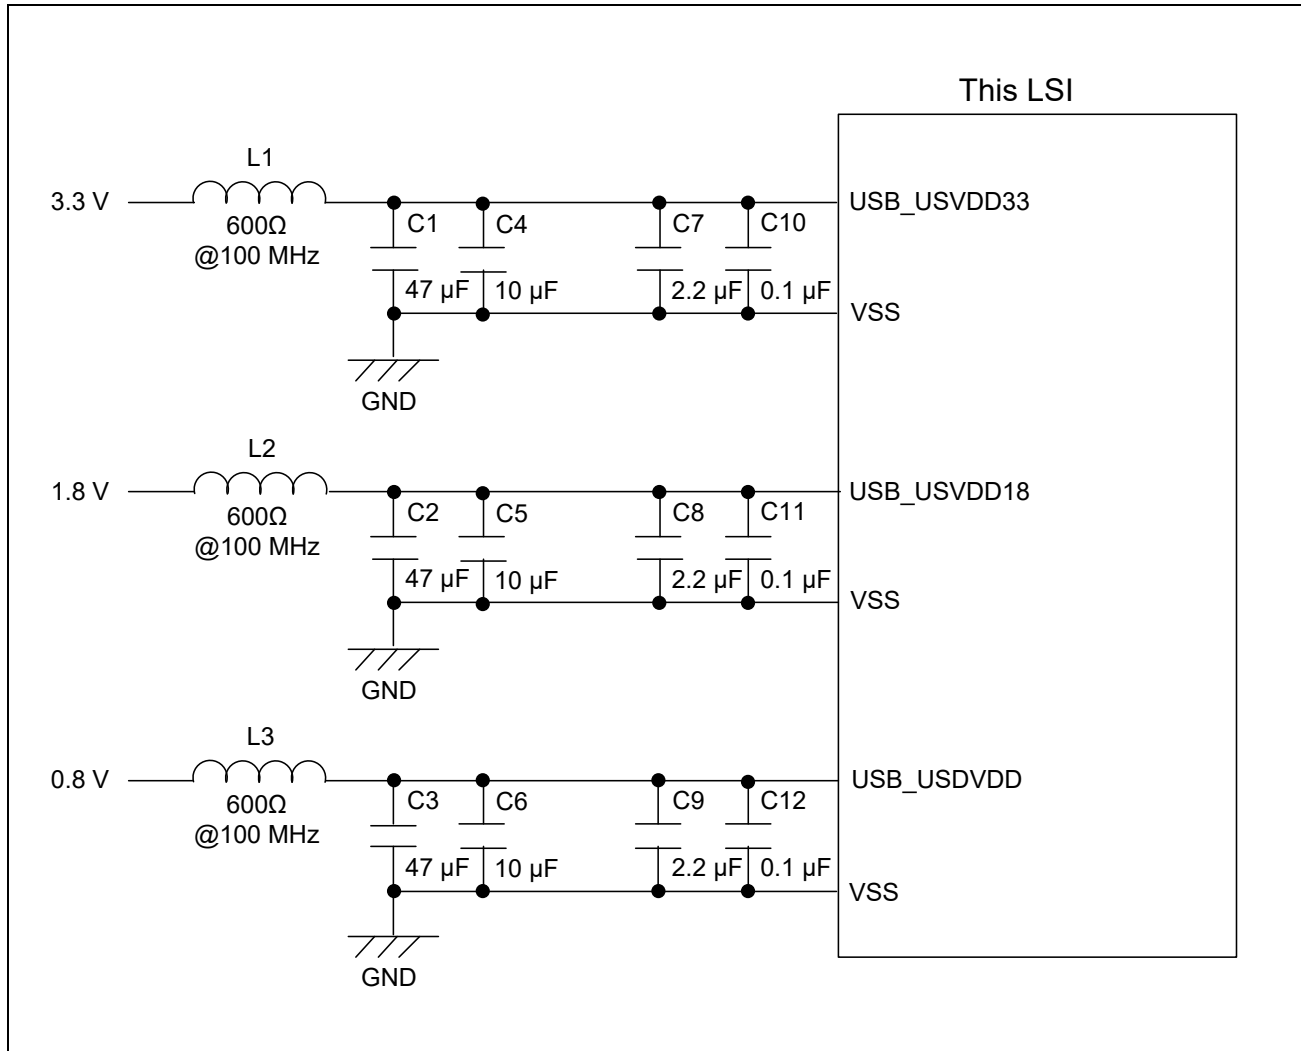 This LSI
L1
3.3 V
600Ω
@100 MHz
C1
C4
C7
C10
USB_USVDD33
47 µF
10 µF
2.2 µF
0.1 µF
VSS
GND
L2
1.8 V
600Ω
@100 MHz
C2
C5
C8
C11
USB_USVDD18
47 µF
10 µF
2.2 µF
0.1 µF
VSS
GND
L3
0.8 V
600Ω
@100 MHz
C3
C6
C9
C12
USB_USDVDD
47 µF
10 µF
2.2 µF
0.1 µF
VSS
GND